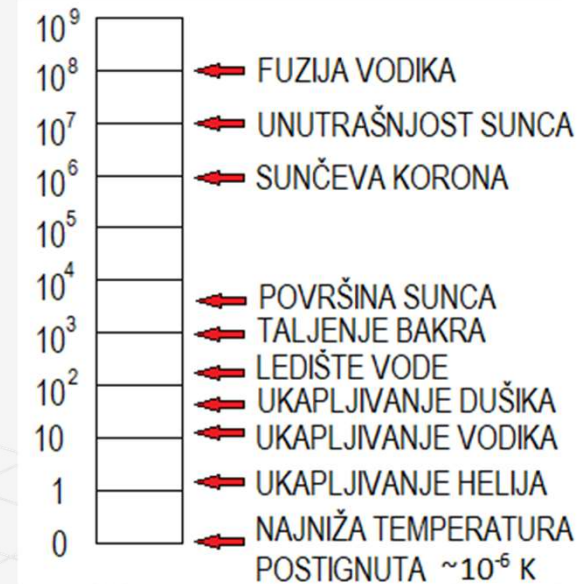 10⁹
10⁸ FUZIJA VODIKA
10⁷ UNUTRAŠNJOST SUNCA
10⁶ SUNČEVA KORONA
10⁵
10⁴
POVRŠINA SUNCA
10³ TALJENJE BAKRA
LEDIŠTE VODE
10² UKAPLJIVANJE DUŠIKA
10 UKAPLJIVANJE VODIKA
1 UKAPLJIVANJE HELIJA
0 NAJNIŽA TEMPERATURA
POSTIGNUTA ~10⁻⁶ K